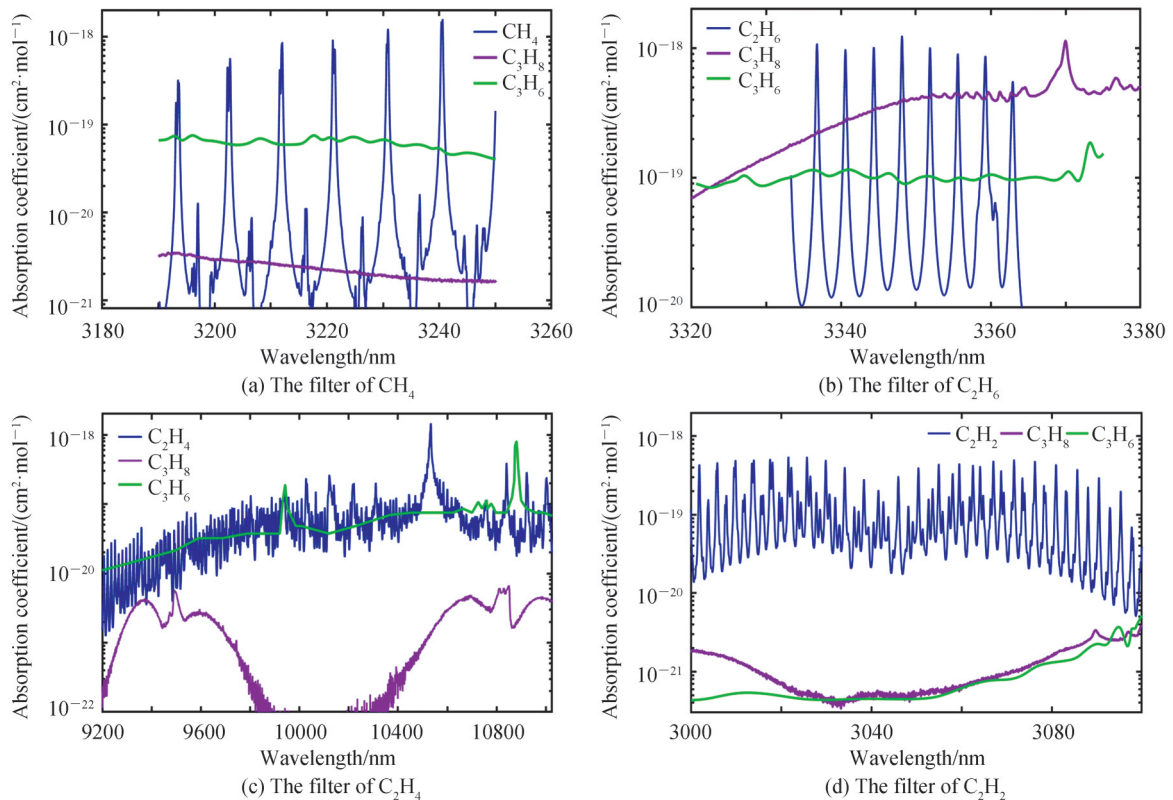 10⁻¹⁸
10⁻¹⁹
10⁻²⁰
10⁻²¹
Absorption coefficient/(cm²·mol⁻¹)
CH₄
C₃H₈
C₃H₆
3180 3200 3220 3240 3260
Wavelength/nm
(a) The filter of CH₄
10⁻¹⁸
10⁻¹⁹
10⁻²⁰
Absorption coefficient/(cm²·mol⁻¹)
C₂H₆
C₃H₈
C₃H₆
3320 3340 3360 3380
Wavelength/nm
(b) The filter of C₂H₆
10⁻¹⁸
10⁻²⁰
10⁻²¹
10⁻²²
Absorption coefficient/(cm²·mol⁻¹)
C₂H₄
C₃H₈
C₃H₆
9200 9600 10000 10400 10800
Wavelength/nm
(c) The filter of C₂H₄
10⁻¹⁸
10⁻¹⁹
10⁻²⁰
10⁻²¹
Absorption coefficient/(cm²·mol⁻¹)
C₂H₂ C₃H₈ C₃H₆
3000 3040 3080
Wavelength/nm
(d) The filter of C₂H₂